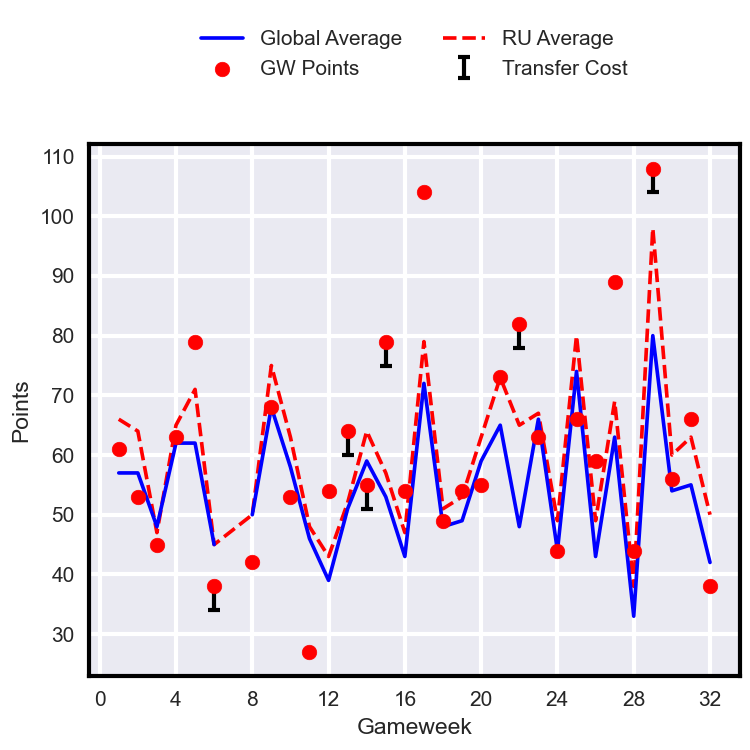 Global Average
RU Average
GW Points
Transfer Cost
110
100
90
80
70
60
50
40
30
Points
0 4 8 12 16 20 24 28 32
Gameweek